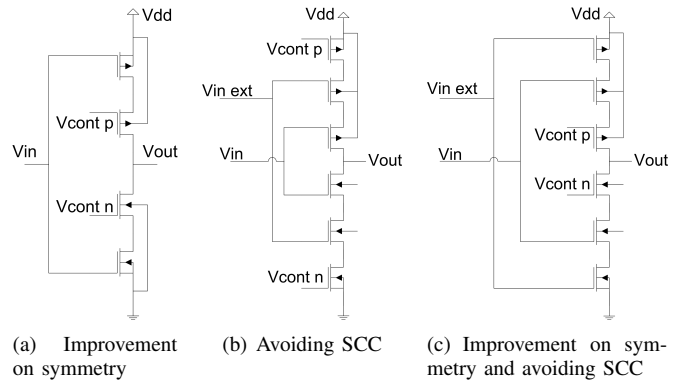 Vdd
Vcont p
Vin
Vout
Vcont n
(a) Improvement
on symmetry
Vdd
Vcont p
Vin ext
Vin
Vout
Vcont n
(b) Avoiding SCC
Vdd
Vin ext
Vcont p
Vin
Vout
Vcont n
(c) Improvement on sym-
metry and avoiding SCC